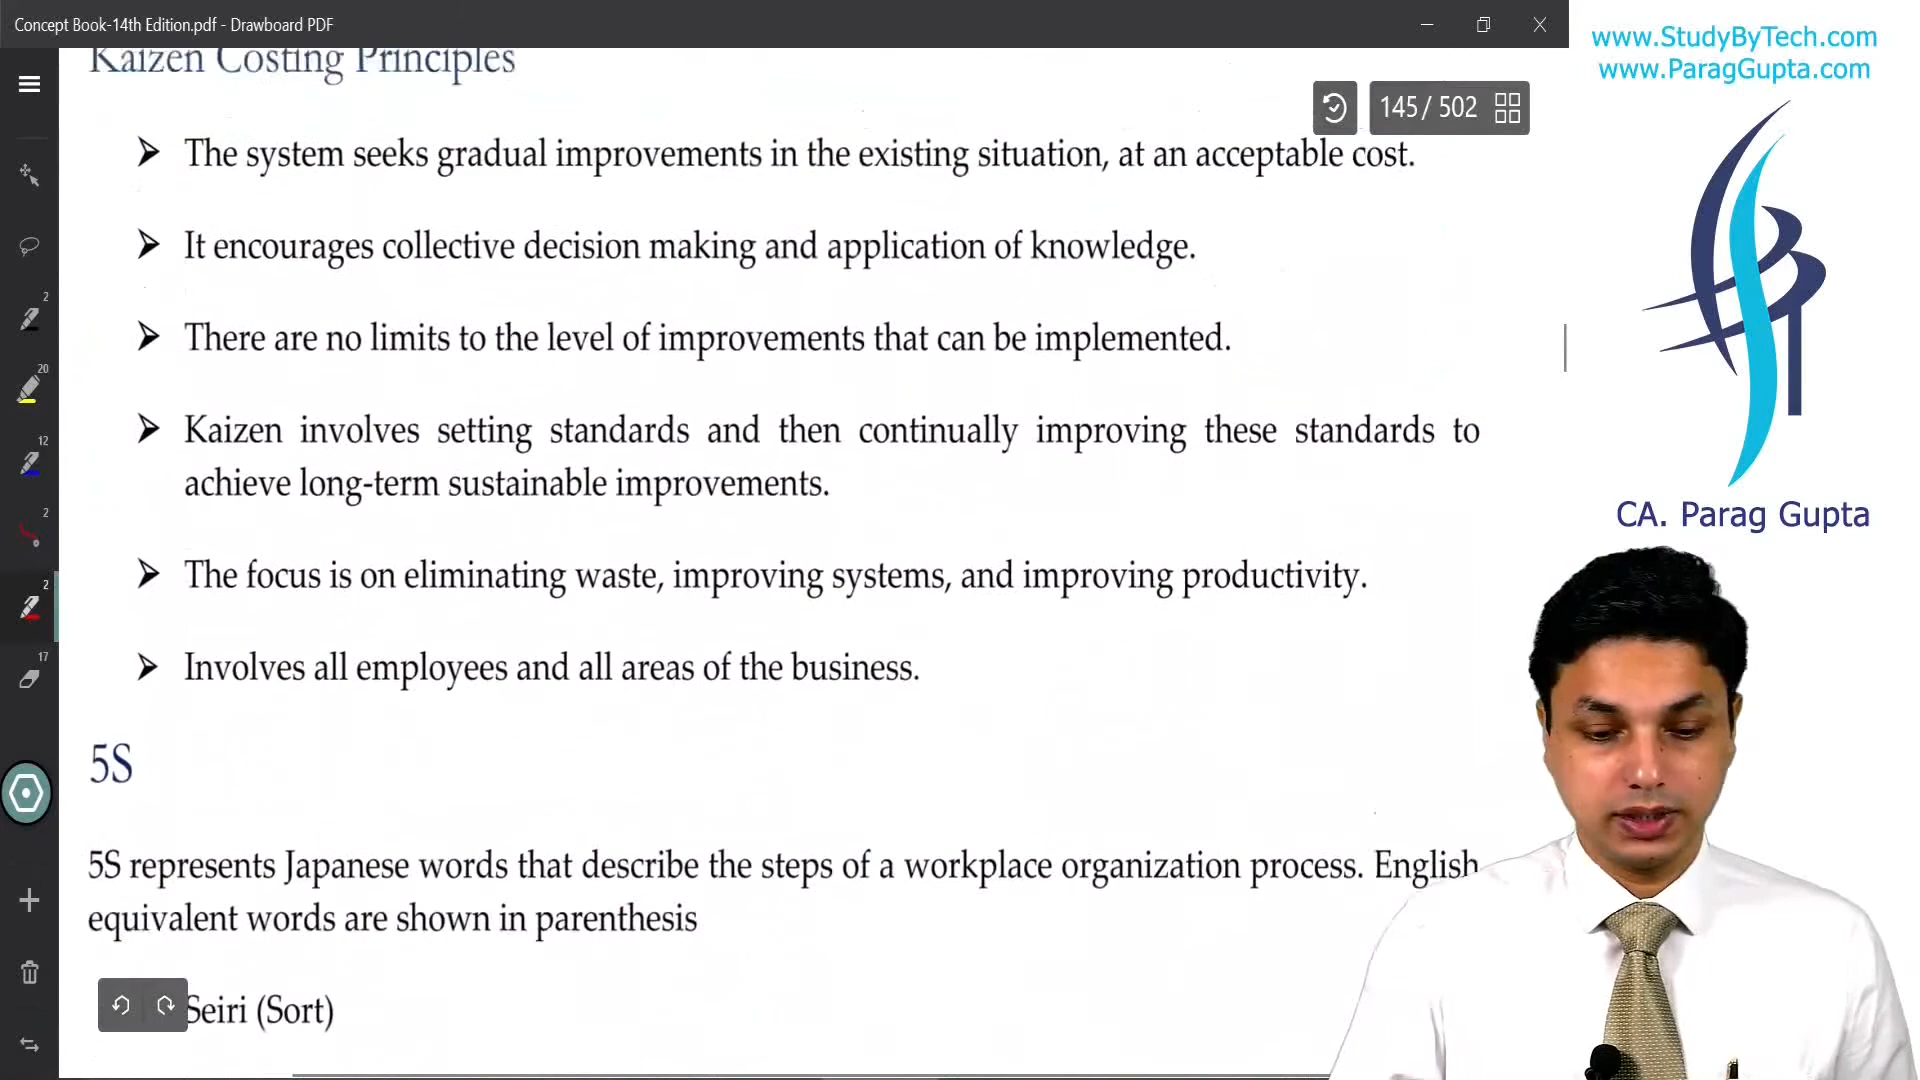 Concept Book-14th Edition.pdf - Drawboard PDF
www.StudyByTech.com
www.ParagGupta.com
Kaizen Costing Principles
145 / 502
➤ The system seeks gradual improvements in the existing situation, at an acceptable cost.
➤ It encourages collective decision making and application of knowledge.
2
➤ There are no limits to the level of improvements that can be implemented.
20
➤ Kaizen involves setting standards and then continually improving these standards to
12
achieve long-term sustainable improvements.
2
CA. Parag Gupta
➤ The focus is on eliminating waste, improving systems, and improving productivity.
2
➤ Involves all employees and all areas of the business.
17
5S
5S represents Japanese words that describe the steps of a workplace organization process. English
equivalent words are shown in parenthesis
Seiri (Sort)